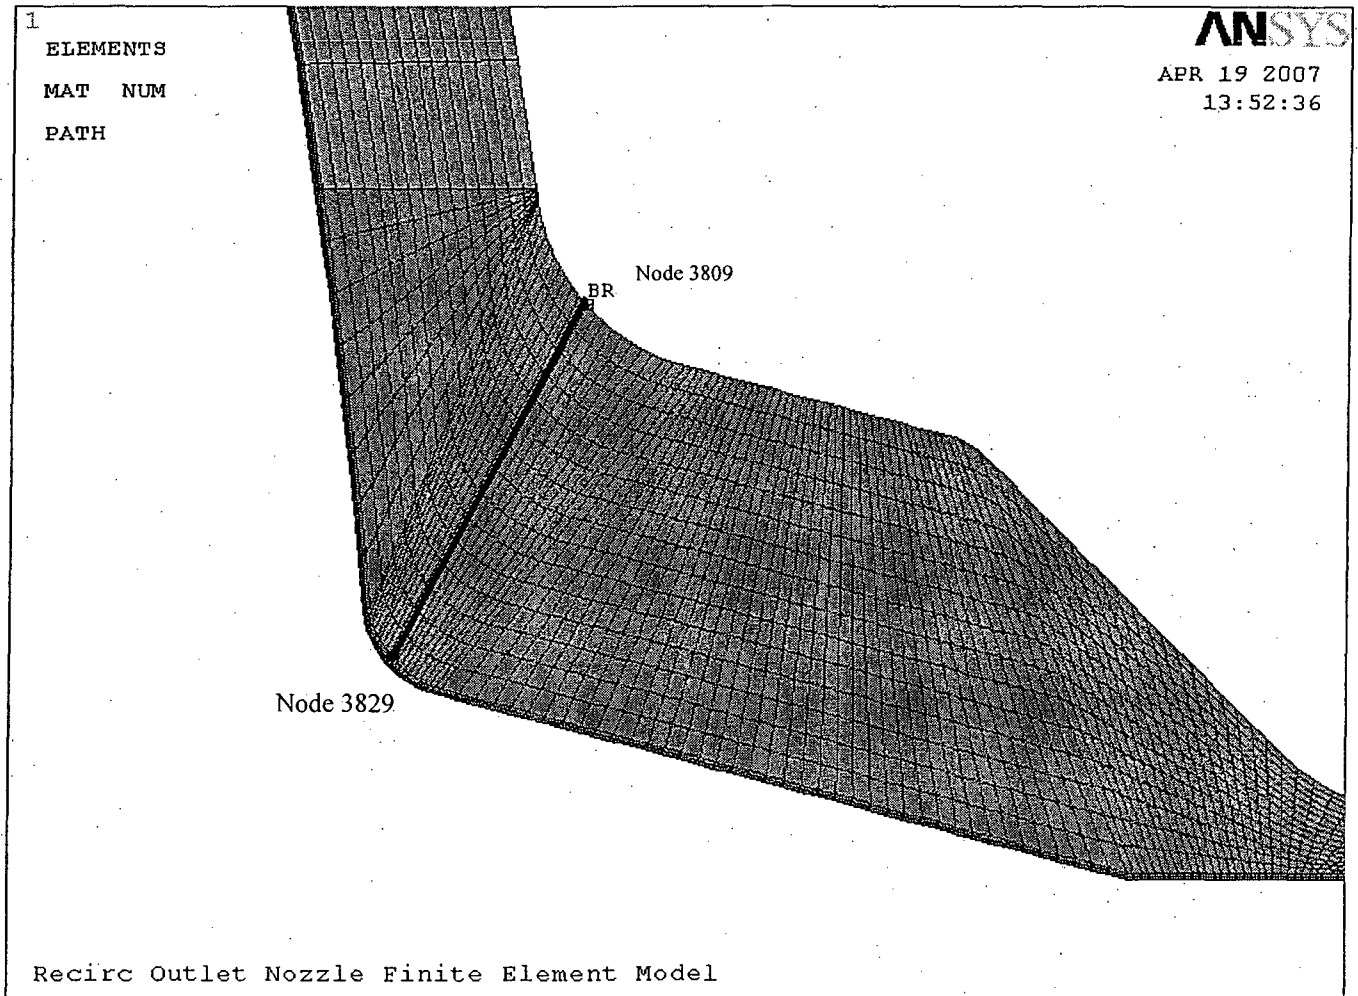 1
ANSYS
ELEMENTS
MAT NUM
PATH
APR 19 2007
13:52:36
Node 3809
BR
Node 3829
Recirc Outlet Nozzle Finite Element Model